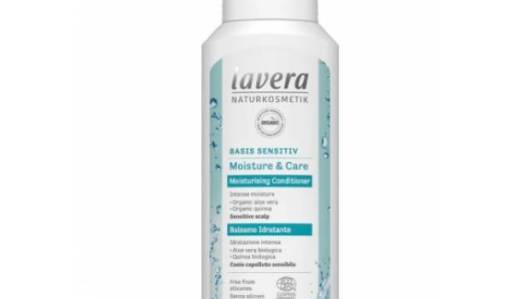 lavera
NATURKOSMETIK
ORGANIC
BASIS SENSITIV
Moisture & Care
Moisturising Conditioner
Intense moisture
• Organic aloe vera
• Organic quinoa
Sensitive scalp
Balsamo Idratante
Idratazione intensa
• Aloe vera biologica
• Quinoa biologica
Cuoio capelluto sensibile
Free from
silicones
Senza siliconi